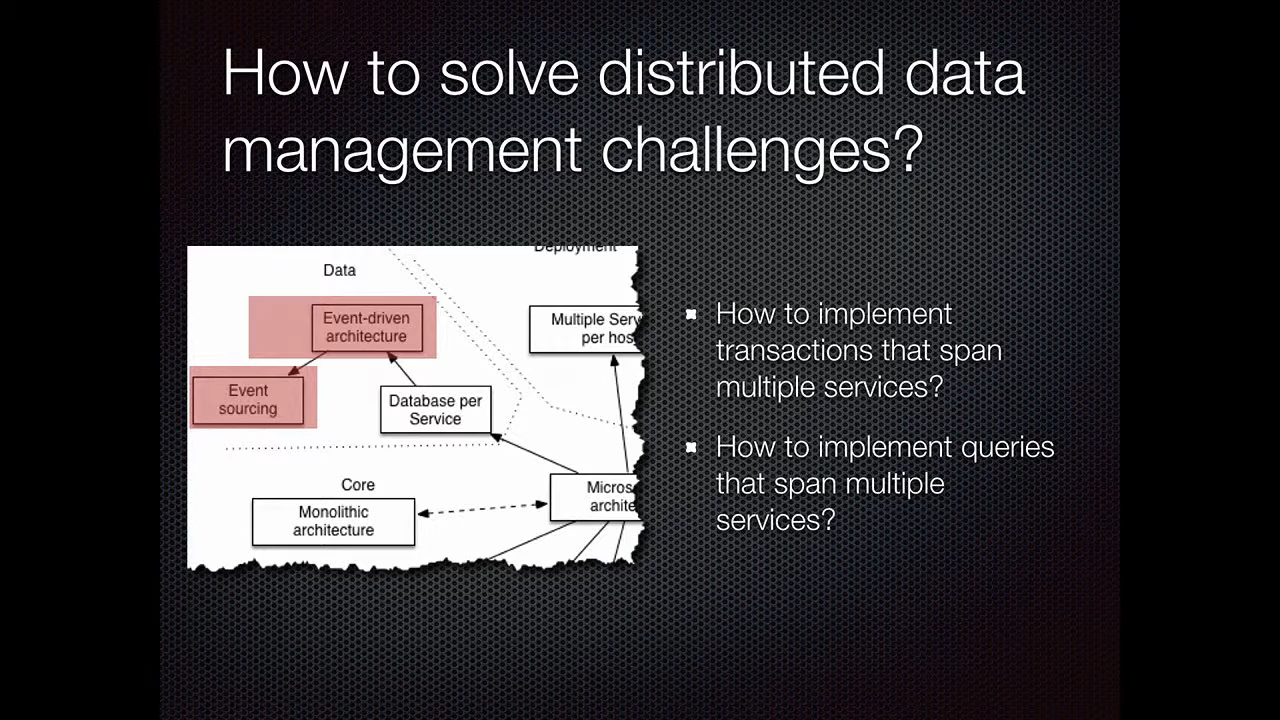 How to solve distributed data
management challenges?
Deployment
Data
Event-driven
architecture
Multiple Serv
per hos
Event
sourcing
Database per
Service
Core
Micros
archite
Monolithic
architecture
How to implement
transactions that span
multiple services?
How to implement queries
that span multiple
services?